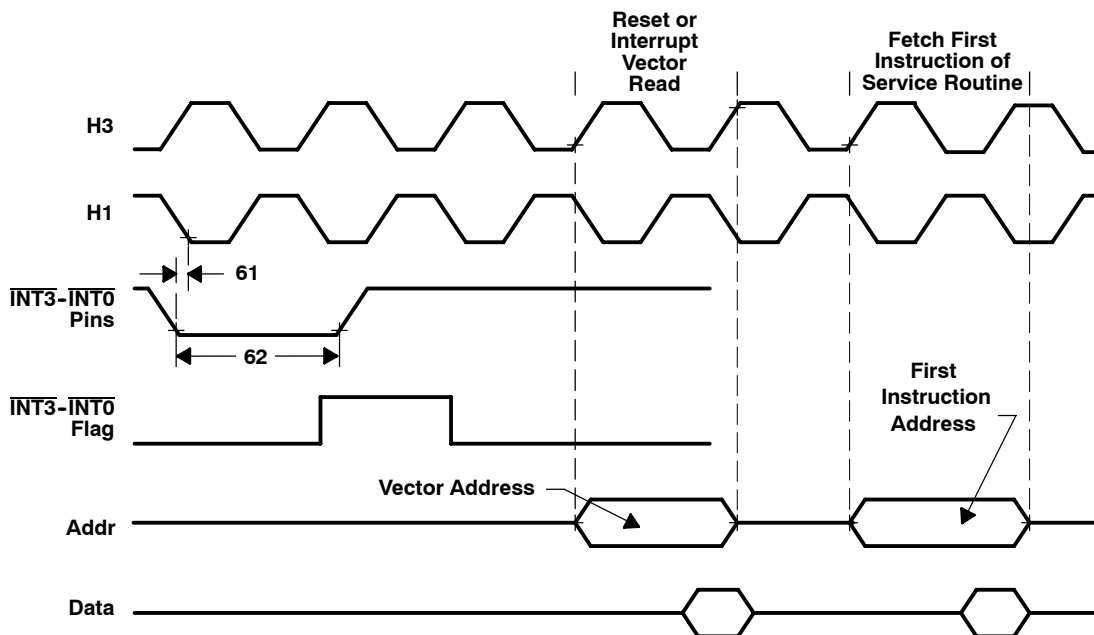 Reset or
Interrupt
Vector
Read
Fetch First
Instruction of
Service Routine
H3
H1
61
INT3-INT0
Pins
62
INT3-INT0
Flag
First
Instruction
Address
Vector Address
Addr
Data